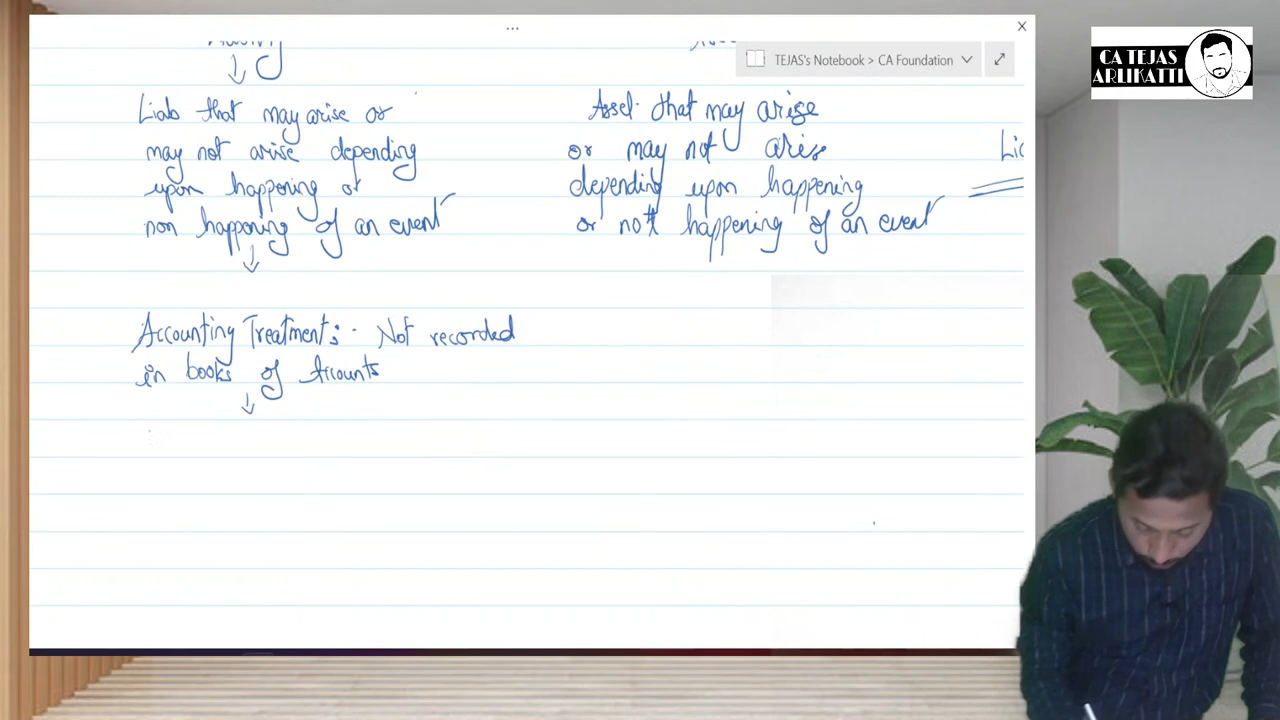 ...
TEJAS's Notebook > CA Foundation
CA TEJAS
ARLIKATTI
Liab that may arise or
may not arise depending
upon happening or
non happening of an event
Asset that may arise
or may not arise
depending upon happening
or not happening of an event
Accounting Treatment:- Not recorded
in books of Accounts